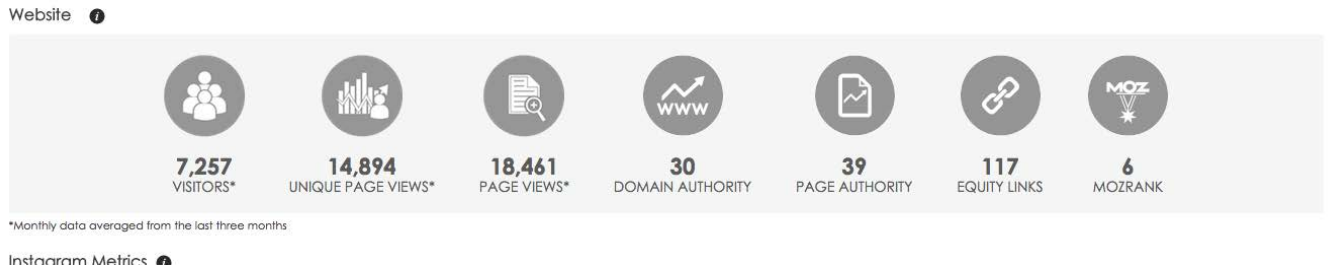 Website i
www
MOZ
7,257 14,894 18,461 30 39 117 6
VISITORS* UNIQUE PAGE VIEWS* PAGE VIEWS* DOMAIN AUTHORITY PAGE AUTHORITY EQUITY LINKS MOZRANK
*Monthly data averaged from the last three months
Instagram Metrics i